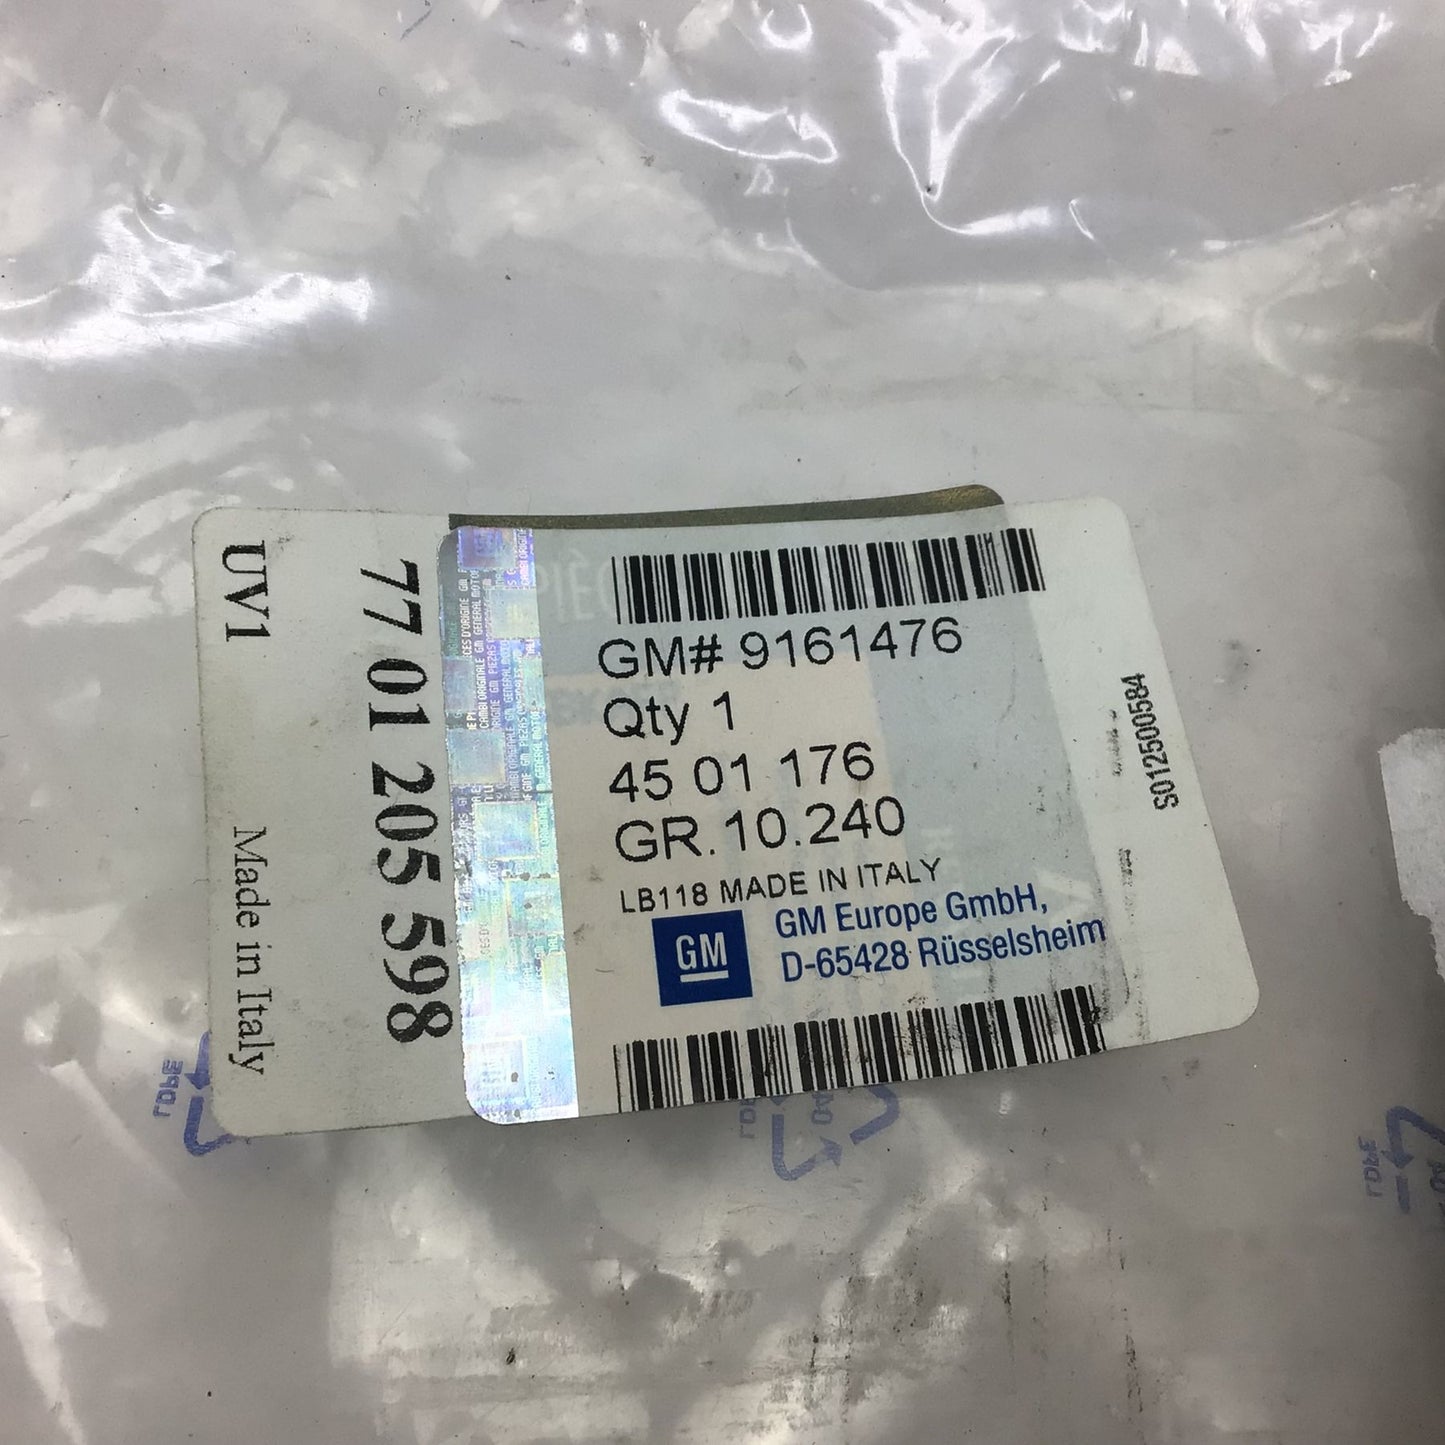 UV1
Made in Italy
77 01 205 598
GM# 9161476
Qty 1
45 01 176
GR.10.240
LB118 MADE IN ITALY
GM
GM Europe GmbH,
D-65428 Rüsselsheim
S012500584